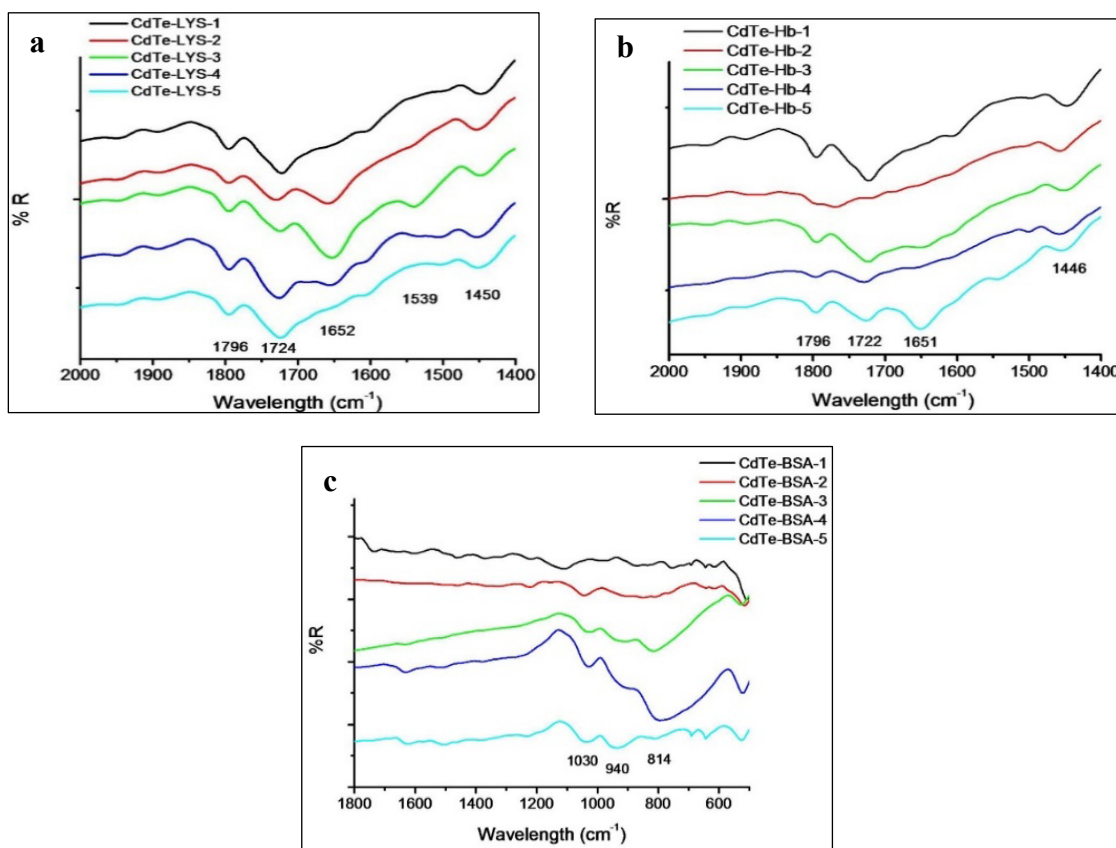 a
CdTe-LYS-1
CdTe-LYS-2
CdTe-LYS-3
CdTe-LYS-4
CdTe-LYS-5
% R
1796
1724
1652
1539
1450
2000 1900 1800 1700 1600 1500 1400
Wavelength (cm⁻¹)
b
CdTe-Hb-1
CdTe-Hb-2
CdTe-Hb-3
CdTe-Hb-4
CdTe-Hb-5
% R
1796
1722
1651
1446
2000 1900 1800 1700 1600 1500 1400
Wavelength (cm⁻¹)
c
CdTe-BSA-1
CdTe-BSA-2
CdTe-BSA-3
CdTe-BSA-4
CdTe-BSA-5
%R
1030
940
814
1800 1600 1400 1200 1000 800 600
Wavelength (cm⁻¹)